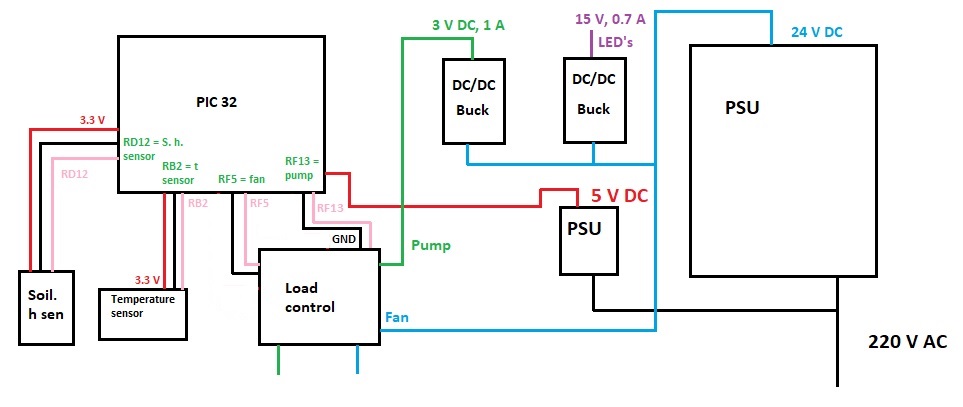 3 V DC, 1 A
15 V, 0.7 A
LED's
24 V DC
PIC 32
DC/DC
Buck
DC/DC
Buck
PSU
3.3 V
RD12 = S. h.
sensor
RD12
RB2 = t
sensor
RF5 = fan
RF13 =
pump
RB2
RF5
RF13
5 V DC
PSU
GND
Pump
3.3 V
Soil.
h sen
Temperature
sensor
Load
control
Fan
220 V AC